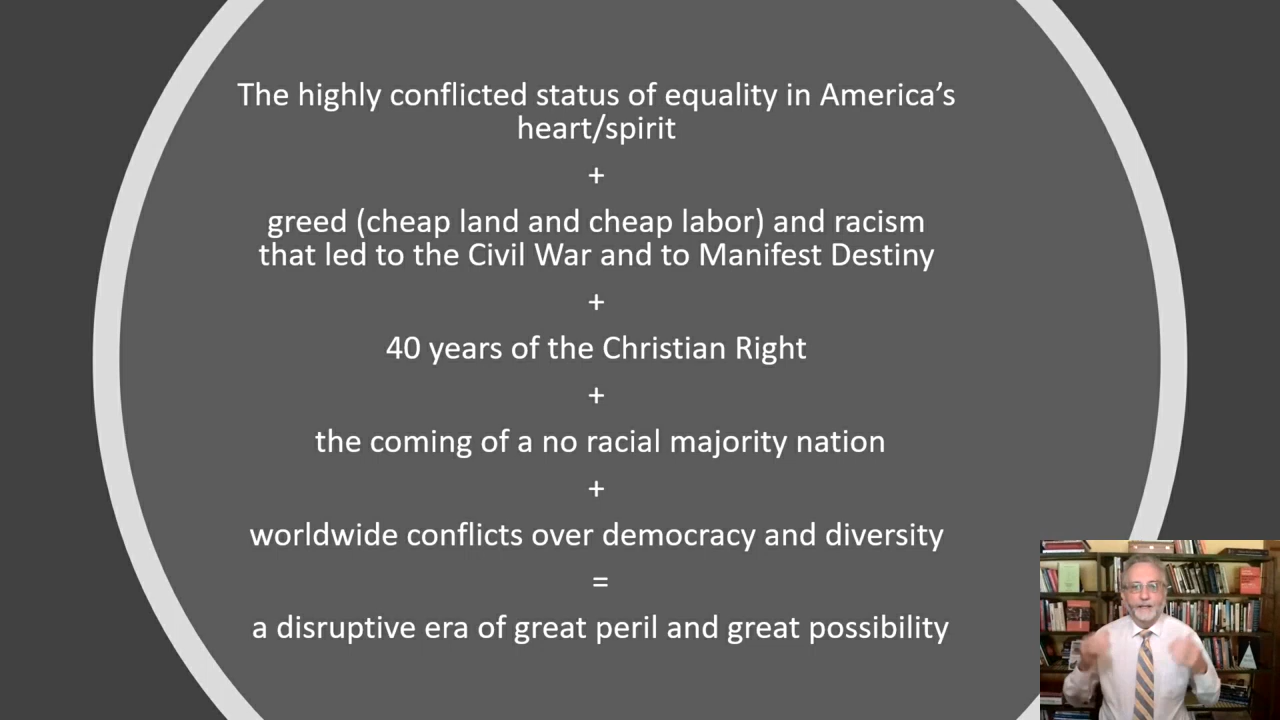 The highly conflicted status of equality in America’s
heart/spirit
+
greed (cheap land and cheap labor) and racism
that led to the Civil War and to Manifest Destiny
+
40 years of the Christian Right
+
the coming of a no racial majority nation
+
worldwide conflicts over democracy and diversity
=
a disruptive era of great peril and great possibility